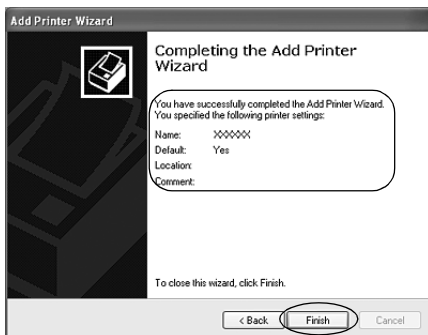 Add Printer Wizard
Completing the Add Printer
Wizard
You have successfully completed the Add Printer Wizard.
You specified the following printer settings:
Name: XXXXXX
Default: Yes
Location:
Comment:
To close this wizard, click Finish.
< Back Finish Cancel